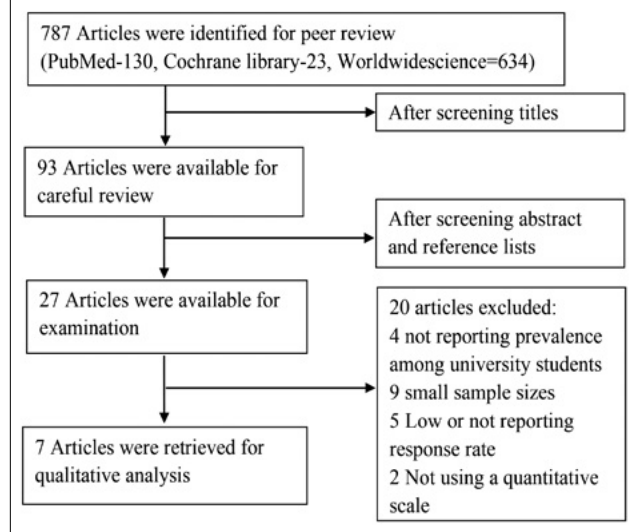 787 Articles were identified for peer review
(PubMed-130, Cochrane library-23, Worldwidescience=634)
After screening titles
93 Articles were available for
careful review
After screening abstract
and reference lists
27 Articles were available for
examination
20 articles excluded:
4 not reporting prevalence
among university students
9 small sample sizes
5 Low or not reporting
response rate
2 Not using a quantitative
scale
7 Articles were retrieved for
qualitative analysis